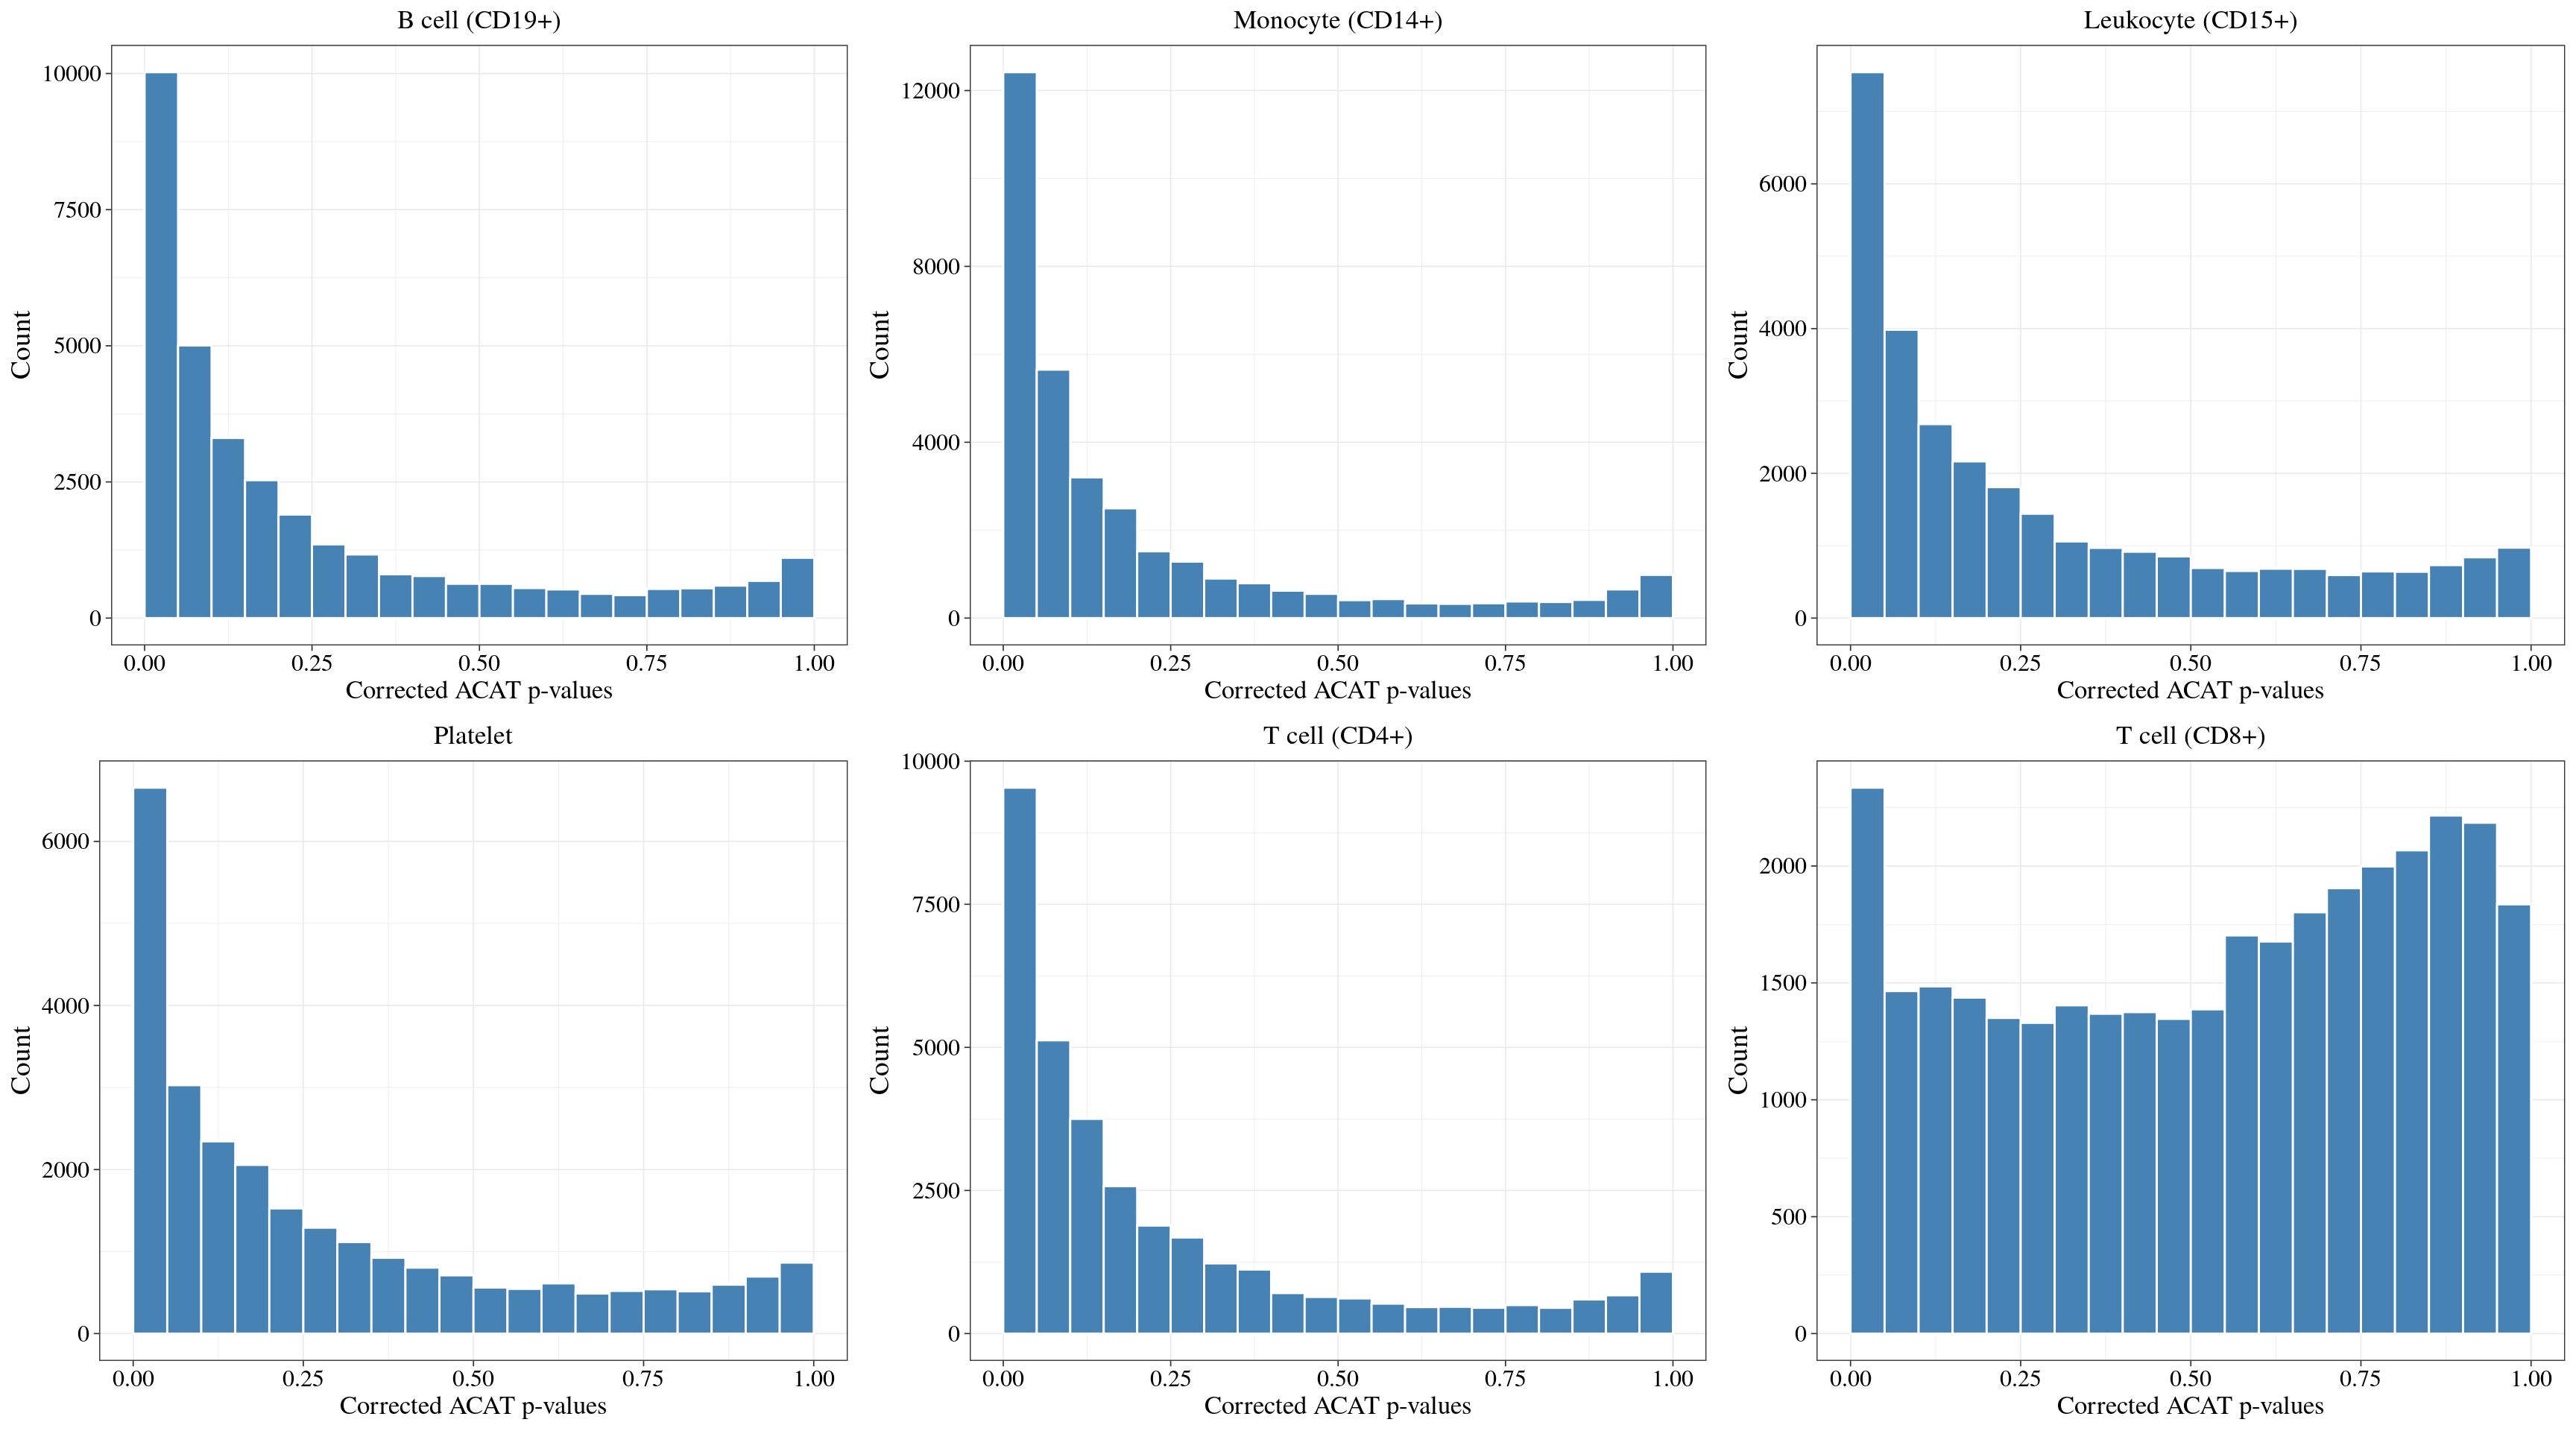 B cell (CD19+)
10000
7500
5000
2500
0
Count
0.00 0.25 0.50 0.75 1.00
Corrected ACAT p-values
Monocyte (CD14+)
12000
8000
4000
0
Count
0.00 0.25 0.50 0.75 1.00
Corrected ACAT p-values
Leukocyte (CD15+)
6000
4000
2000
0
Count
0.00 0.25 0.50 0.75 1.00
Corrected ACAT p-values
Platelet
6000
4000
2000
0
Count
0.00 0.25 0.50 0.75 1.00
Corrected ACAT p-values
T cell (CD4+)
10000
7500
5000
2500
0
Count
0.00 0.25 0.50 0.75 1.00
Corrected ACAT p-values
T cell (CD8+)
2000
1500
1000
500
0
Count
0.00 0.25 0.50 0.75 1.00
Corrected ACAT p-values